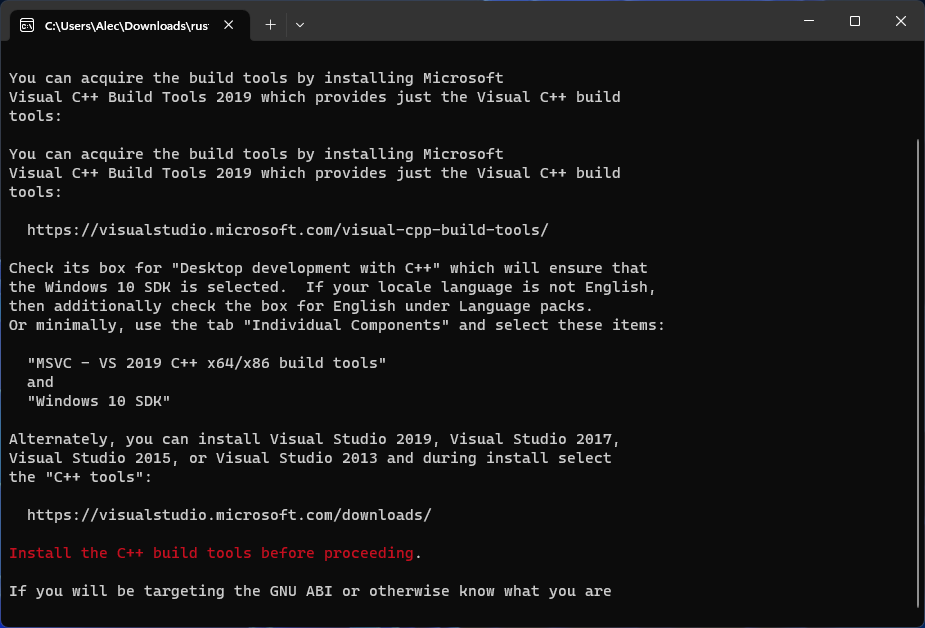 C:\Users\Alec\Downloads\rus
You can acquire the build tools by installing Microsoft
Visual C++ Build Tools 2019 which provides just the Visual C++ build
tools:
You can acquire the build tools by installing Microsoft
Visual C++ Build Tools 2019 which provides just the Visual C++ build
tools:
https://visualstudio.microsoft.com/visual-cpp-build-tools/
Check its box for "Desktop development with C++" which will ensure that
the Windows 10 SDK is selected.  If your locale language is not English,
then additionally check the box for English under Language packs.
Or minimally, use the tab "Individual Components" and select these items:
"MSVC - VS 2019 C++ x64/x86 build tools"
and
"Windows 10 SDK"
Alternately, you can install Visual Studio 2019, Visual Studio 2017,
Visual Studio 2015, or Visual Studio 2013 and during install select
the "C++ tools":
https://visualstudio.microsoft.com/downloads/
Install the C++ build tools before proceeding.
If you will be targeting the GNU ABI or otherwise know what you are